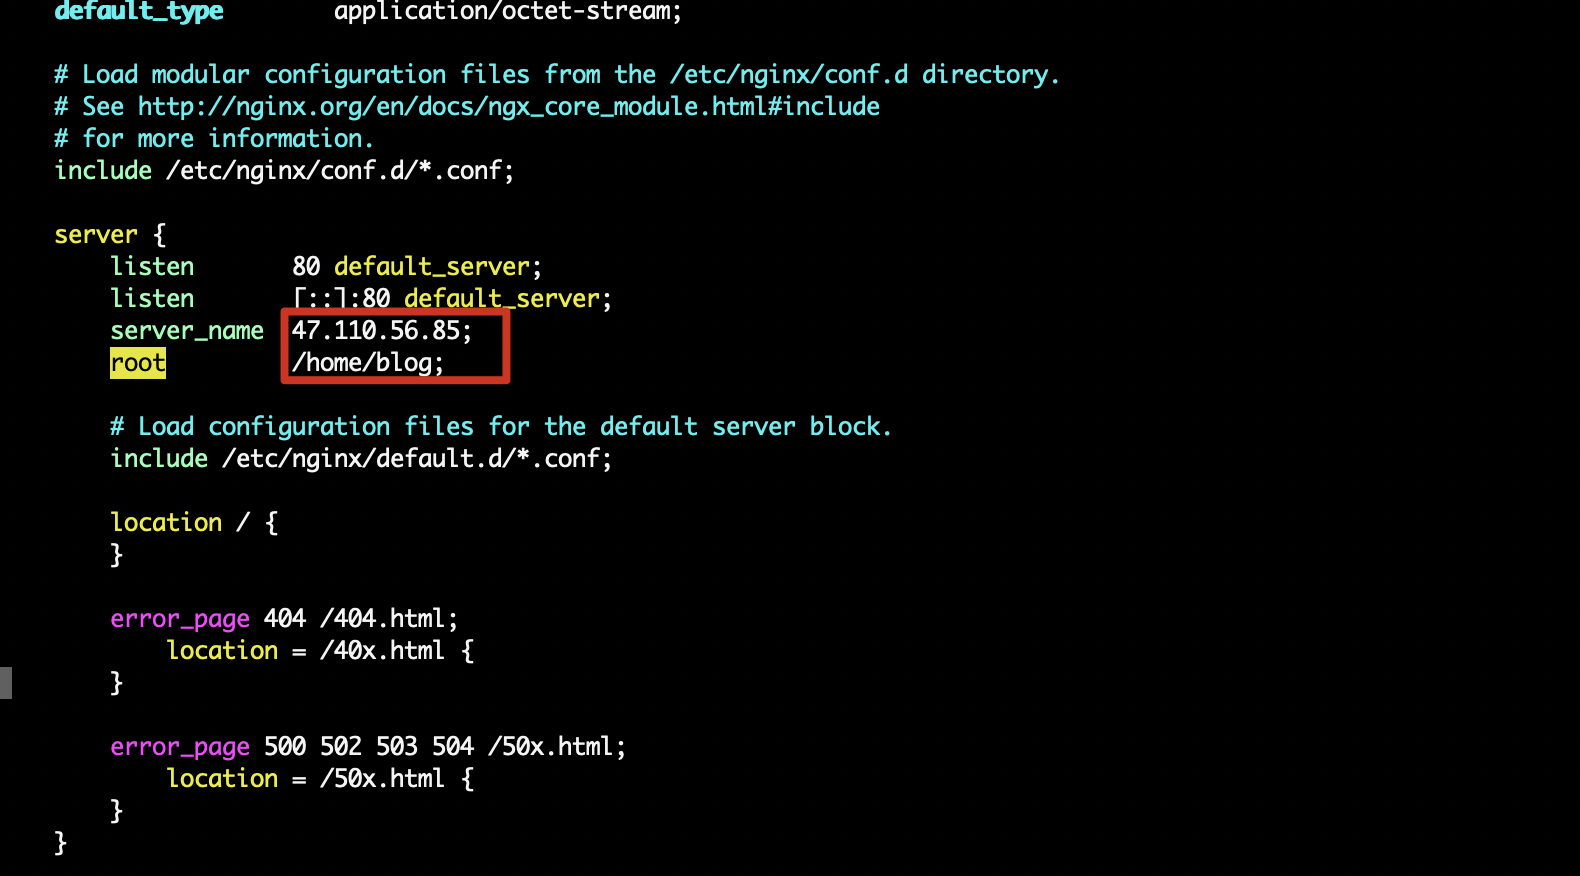 default_type        application/octet-stream;
# Load modular configuration files from the /etc/nginx/conf.d directory.
# See http://nginx.org/en/docs/ngx_core_module.html#include
# for more information.
include /etc/nginx/conf.d/*.conf;
server {
listen       80 default_server;
listen       [::]:80 default_server;
server_name  47.110.56.85;
root         /home/blog;
# Load configuration files for the default server block.
include /etc/nginx/default.d/*.conf;
location / {
}
error_page 404 /404.html;
location = /40x.html {
}
error_page 500 502 503 504 /50x.html;
location = /50x.html {
}
}